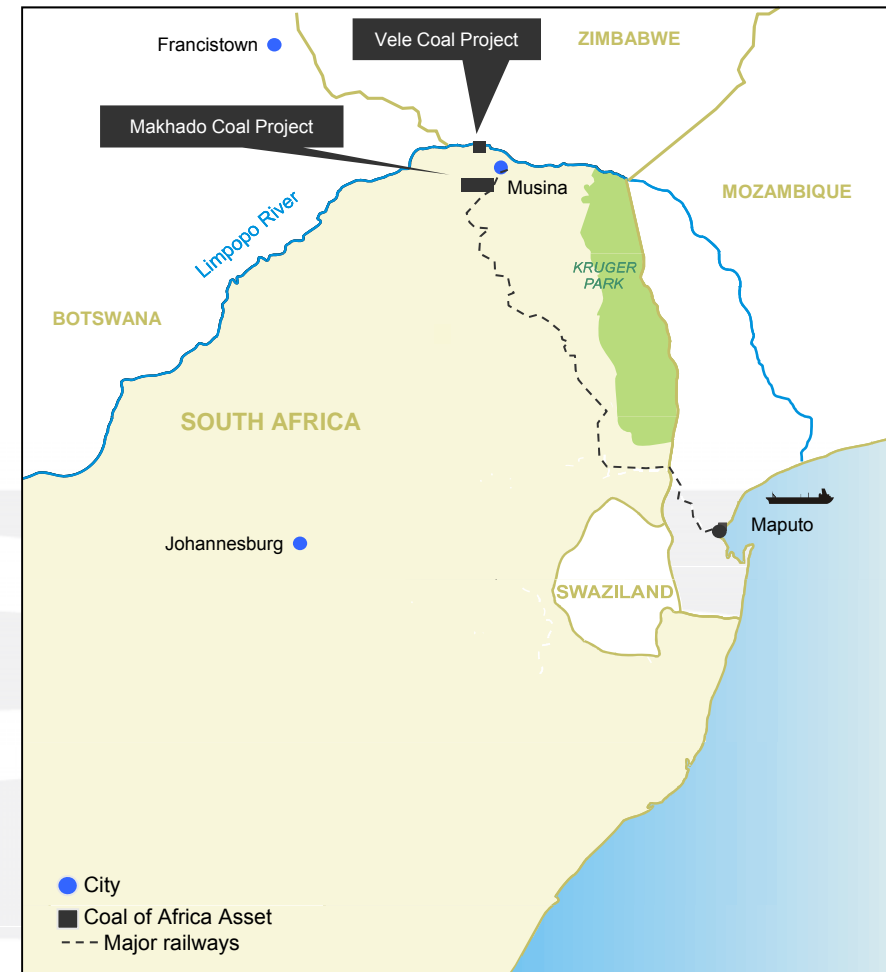 Vele Coal Project
ZIMBABWE
Francistown
Makhado Coal Project
Musina
MOZAMBIQUE
Limpopo River
KRUGER
PARK
BOTSWANA
SOUTH AFRICA
Maputo
Johannesburg
SWAZILAND
City
Coal of Africa Asset
Major railways